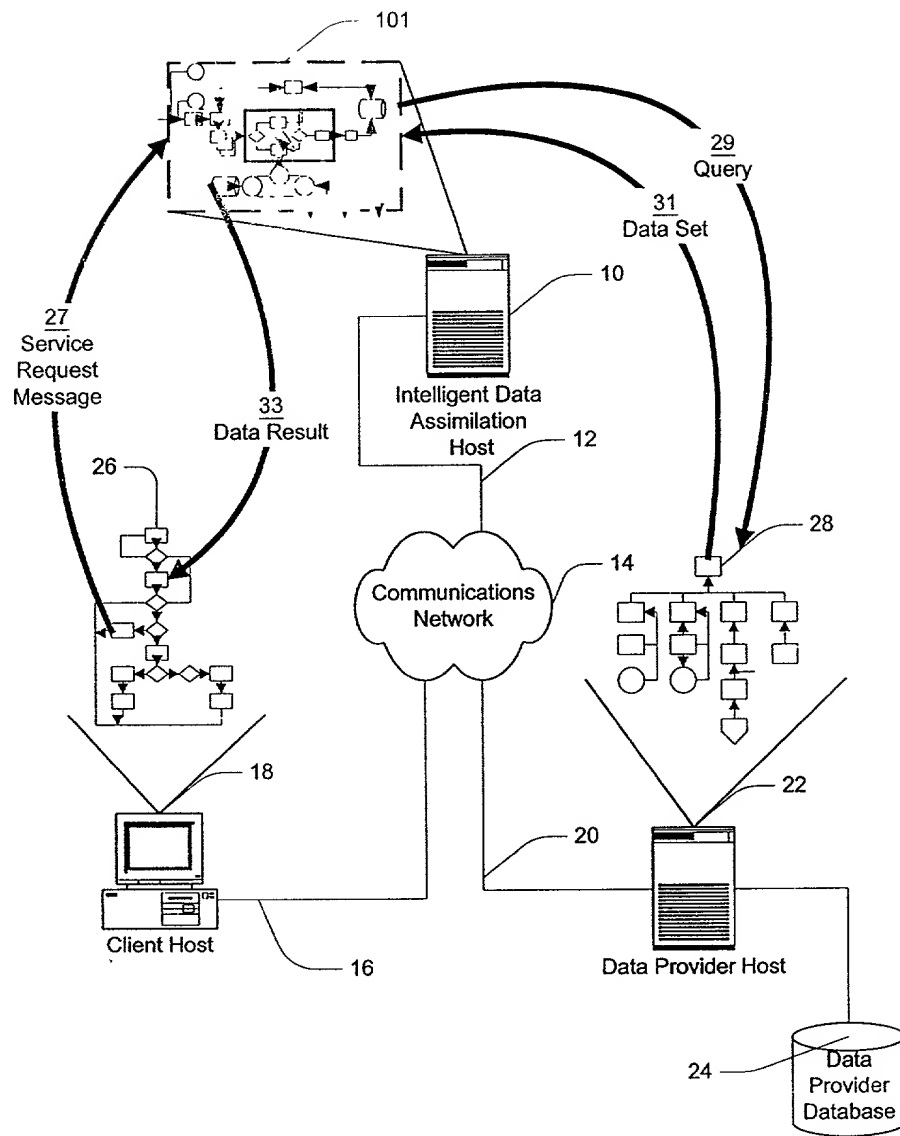 101
29
Query
31
Data Set
10
27
Service
Request
Message
Intelligent Data
Assimilation
Host
33
Data Result
12
26
28
14
Communications
Network
18
22
20
Client Host
16
Data Provider Host
24
Data
Provider
Database